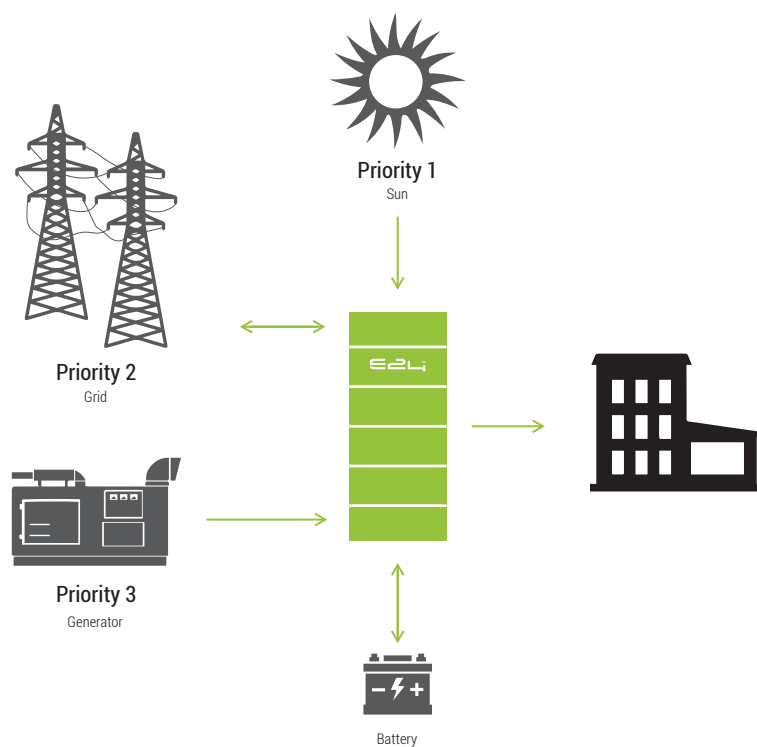 Priority 1
Sun
Priority 2
Grid
E24
Priority 3
Generator
Battery